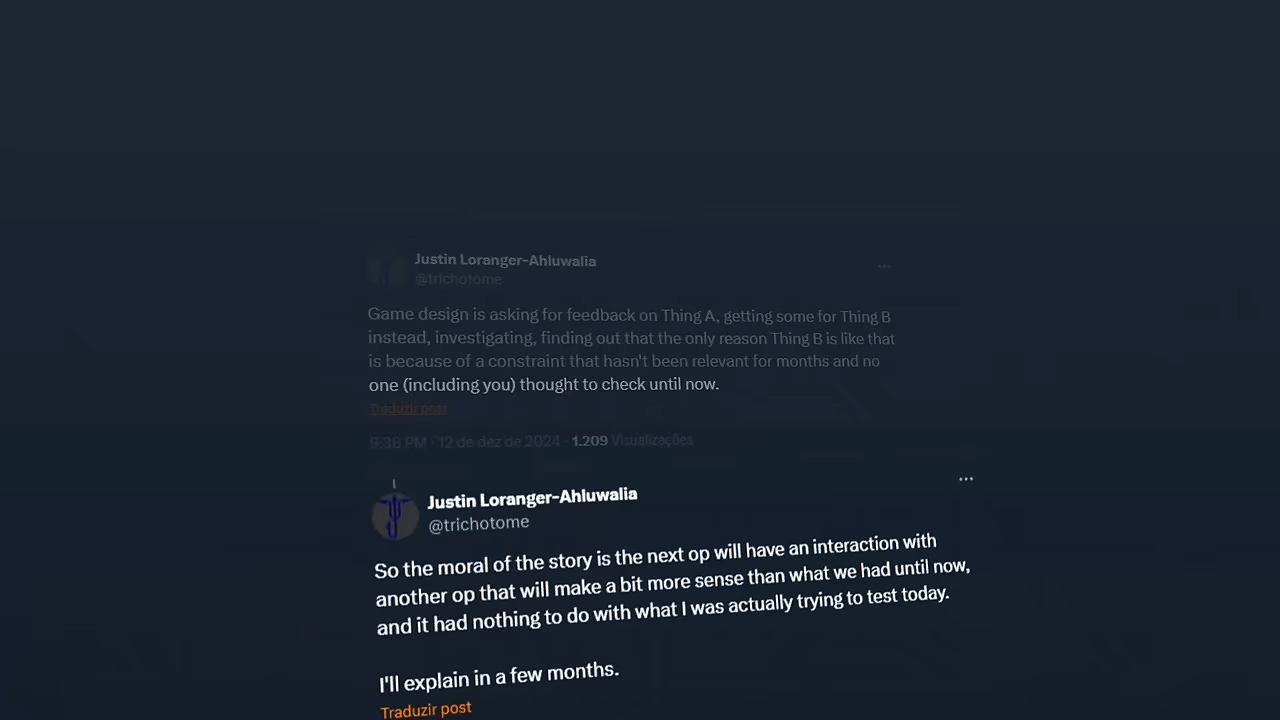 Justin Loranger-Ahluwalia
@trichotome
Game design is asking for feedback on Thing A, getting some for Thing B
instead, investigating, finding out that the only reason Thing B is like that
is because of a constraint that hasn't been relevant for months and no
one (including you) thought to check until now.
Traduzir post
9:38 PM · 12 de dez de 2024 · 1.209 Visualizações
Justin Loranger-Ahluwalia
@trichotome
So the moral of the story is the next op will have an interaction with
another op that will make a bit more sense than what we had until now,
and it had nothing to do with what I was actually trying to test today.
I'll explain in a few months.
Traduzir post